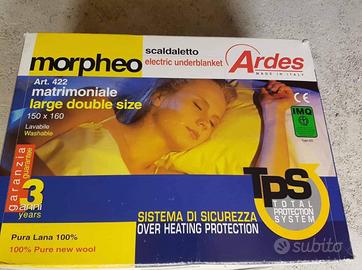 morpheo
scaldaletto
electric underblanket
Ardes
MADE IN ITALY
Art. 422
matrimoniale
large double size
150 x 160
Lavabile
Washable
CE
IMQ
garanzia
guarantee
3
anni
years
TPS
TOTAL
PROTECTION
SYSTEM
SISTEMA DI SICUREZZA
OVER HEATING PROTECTION
Pura Lana 100%
100% Pure new wool
subito